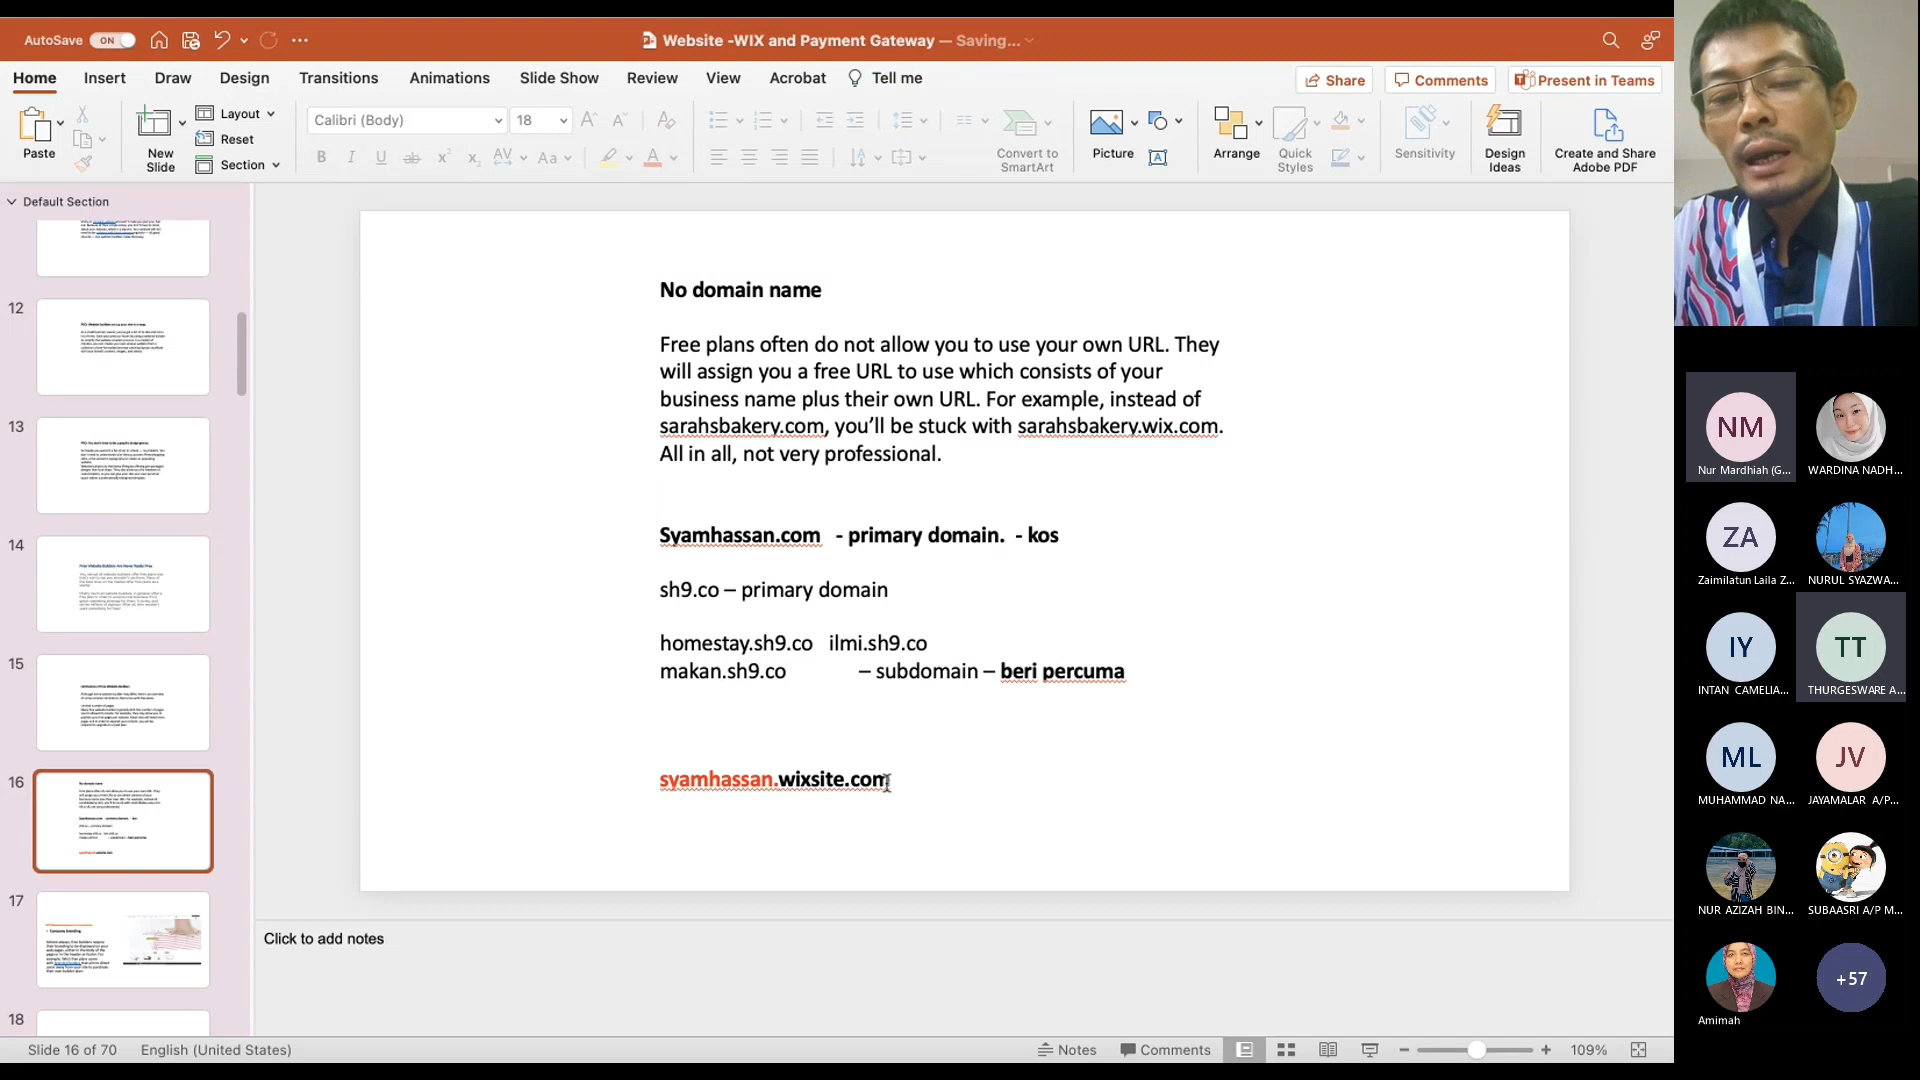 AutoSave ON
Website -WIX and Payment Gateway — Saving...
Home Insert Draw Design Transitions Animations Slide Show Review View Acrobat Tell me
Share Comments Present in Teams
Paste
New Slide
Layout
Reset
Section
Calibri (Body) 18
Convert to SmartArt
Picture
Arrange
Quick Styles
Sensitivity
Design Ideas
Create and Share Adobe PDF
Default Section
12
13
14
Free Website Builders Are Never Really Free
15
16
17
18
No domain name
Free plans often do not allow you to use your own URL. They
will assign you a free URL to use which consists of your
business name plus their own URL. For example, instead of
sarahsbakery.com, you’ll be stuck with sarahsbakery.wix.com.
All in all, not very professional.
Syamhassan.com - primary domain. - kos
sh9.co – primary domain
homestay.sh9.co ilmi.sh9.co
makan.sh9.co – subdomain – beri percuma
syamhassan.wixsite.com
Click to add notes
Slide 16 of 70 English (United States)
Notes Comments 109%
NM
Nur Mardhiah (G...
WARDINA NADH...
ZA
Zaimilatun Laila Z...
NURUL SYAZWA...
IY
INTAN CAMELIA...
TT
THURGESWARE A...
ML
MUHAMMAD NA...
JV
JAYAMALAR A/P...
NUR AZIZAH BIN...
SUBAASRI A/P M...
Amimah
+57